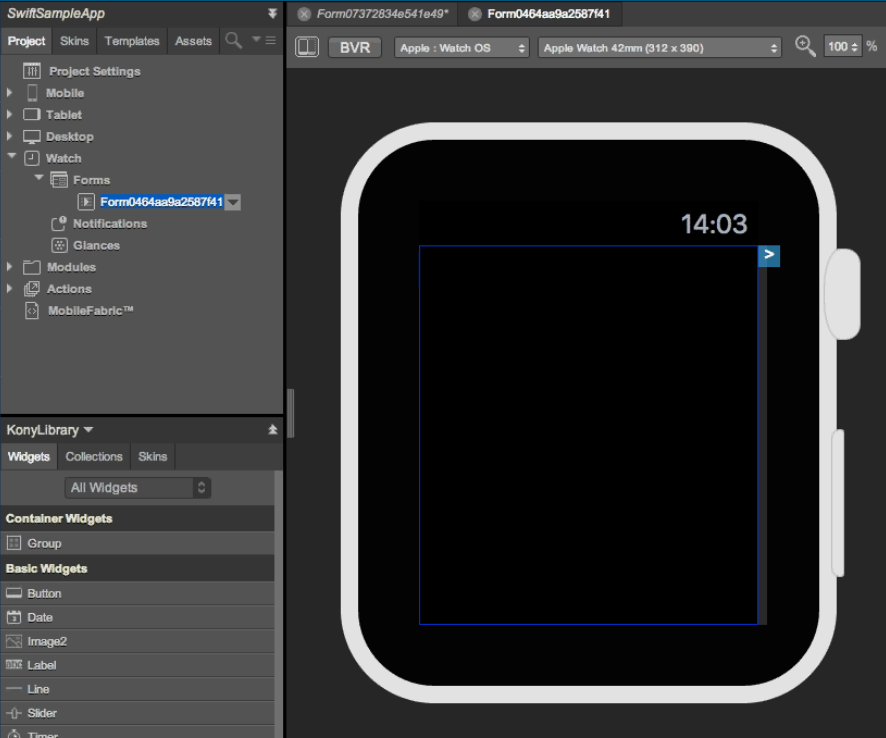 SwiftSampleApp
Project Skins Templates Assets
Project Settings
Mobile
Tablet
Desktop
Watch
Forms
Form0464aa9a2587f41
Notifications
Glances
Modules
Actions
MobileFabric™
KonyLibrary
Widgets Collections Skins
All Widgets
Container Widgets
Group
Basic Widgets
Button
Date
Image2
Label
Line
Slider
Timer
Form07372834e541e49* Form0464aa9a2587f41
BVR Apple : Watch OS Apple Watch 42mm (312 x 390) 100 %
14:03
>